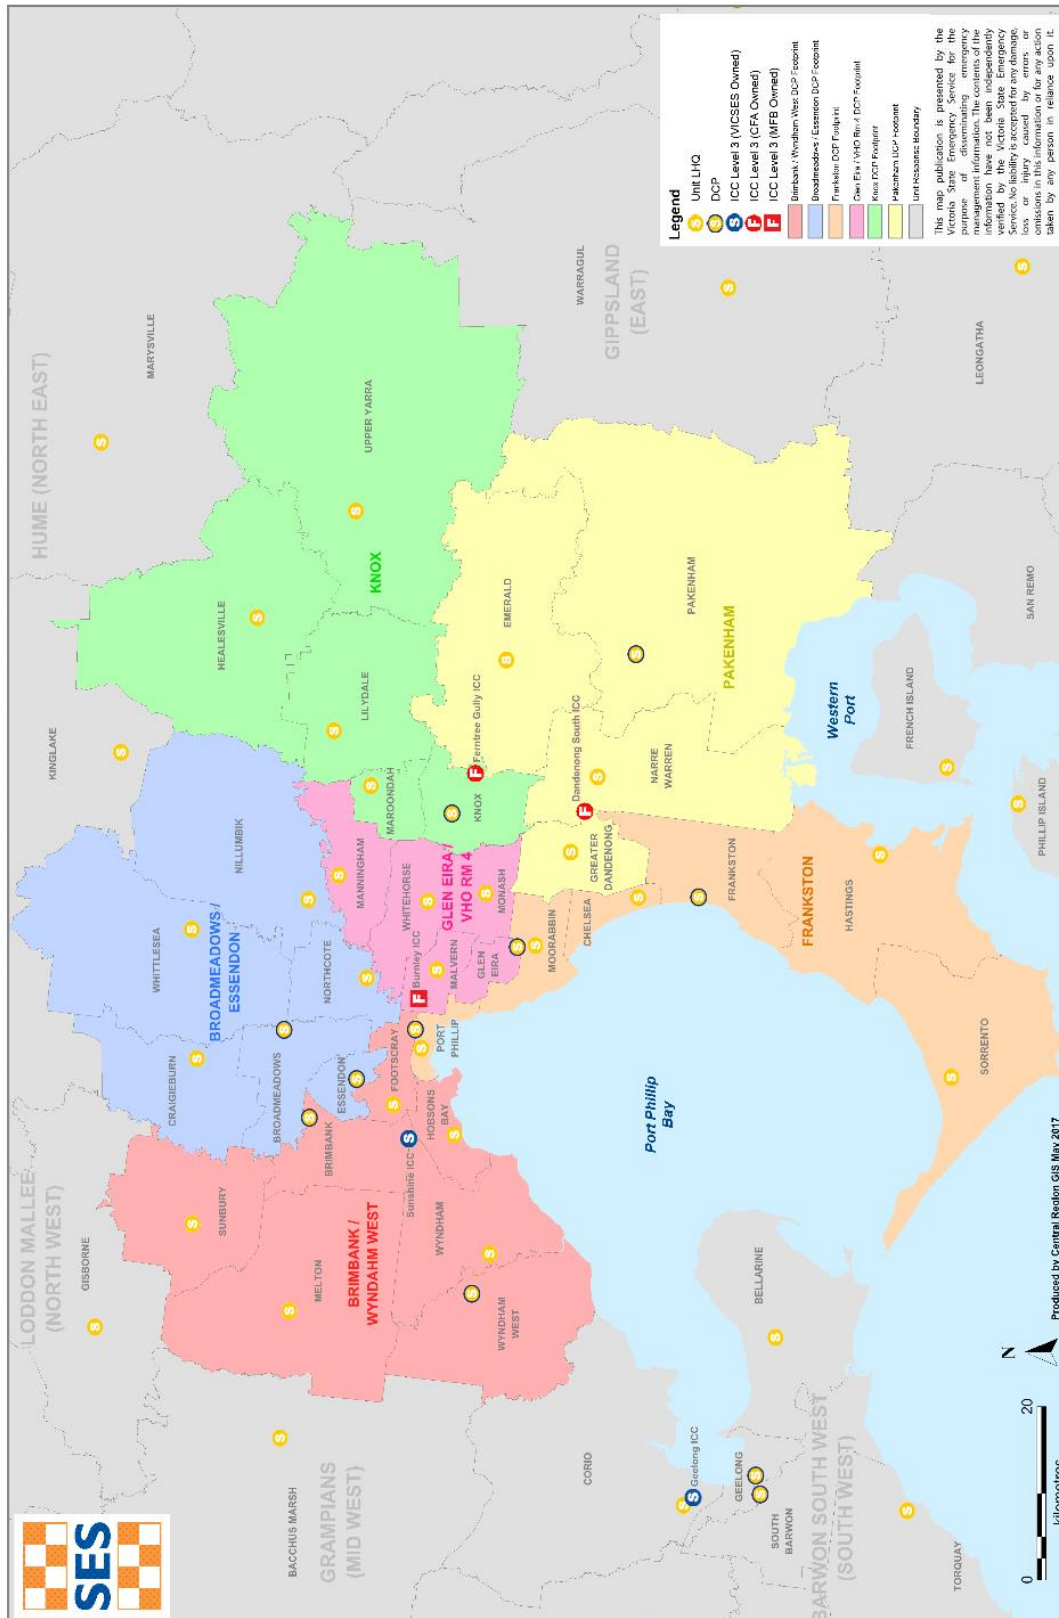 SES
LODDON MALLEE
(NORTH WEST)
HUME (NORTH EAST)
GISBORNE
KINGLAKE
MARYSVILLE
BACCHUS MARSH
GRAMPIANS
(MID WEST)
SUNBURY
MELTON
BRIMBANK /
WYNDAHM WEST
BRIMBANK
Sunshine ICC
WYNDHAM
WYNDHAM
WEST
HOBSONS
BAY
FOOTSCRAY
CRAIGIEBURN
WHITTLESEA
BROADMEADOWS /
ESSENDON
BROADMEADOWS
ESSENDON
NORTHCOTE
NILLUMBIK
HEALESVILLE
UPPER YARRA
KNOX
LILYDALE
MAROONDAH
KNOX
Ferntree Gully ICC
MANNINGHAM
WHITEHORSE
GLEN EIRA /
VHO RM 4
MONASH
Burnley ICC
MALVERN
GLEN
EIRA
PORT
PHILLIP
MOORABBIN
CHELSEA
GREATER
DANDENONG
Dandenong South ICC
NARRE
WARREN
EMERALD
PAKENHAM
PAKENHAM
FRANKSTON
FRANKSTON
HASTINGS
SORRENTO
Port Phillip
Bay
Western
Port
FRENCH ISLAND
PHILLIP ISLAND
SAN REMO
WARRAGUL
GIPPSLAND
(EAST)
LEONGATHA
CORIO
Geelong ICC
GEELONG
SOUTH
BARWON
BELLARINE
BARWON SOUTH WEST
(SOUTH WEST)
TORQUAY
0
20
kilometres
N
Produced by Central Region GIS May 2017
Legend
Unit LHQ
DCP
ICC Level 3 (VICSES Owned)
ICC Level 3 (CFA Owned)
ICC Level 3 (MFB Owned)
Brimbank / Wyndham West DCP Footprint
Broadmeadows / Essendon DCP Footprint
Frankston DCP Footprint
Glen Eira / VHO Rm 4 DCP Footprint
Knox DCP Footprint
Pakenham DCP Footprint
Unit Response Boundary
This map publication is presented by the
Victoria State Emergency Service for the
purpose of disseminating emergency
management information. The contents of the
information have not been independently
verified by the Victoria State Emergency
Service. No liability is accepted for any damage,
loss or injury caused by errors or
omissions in this information or for any action
taken by any person in reliance upon it.